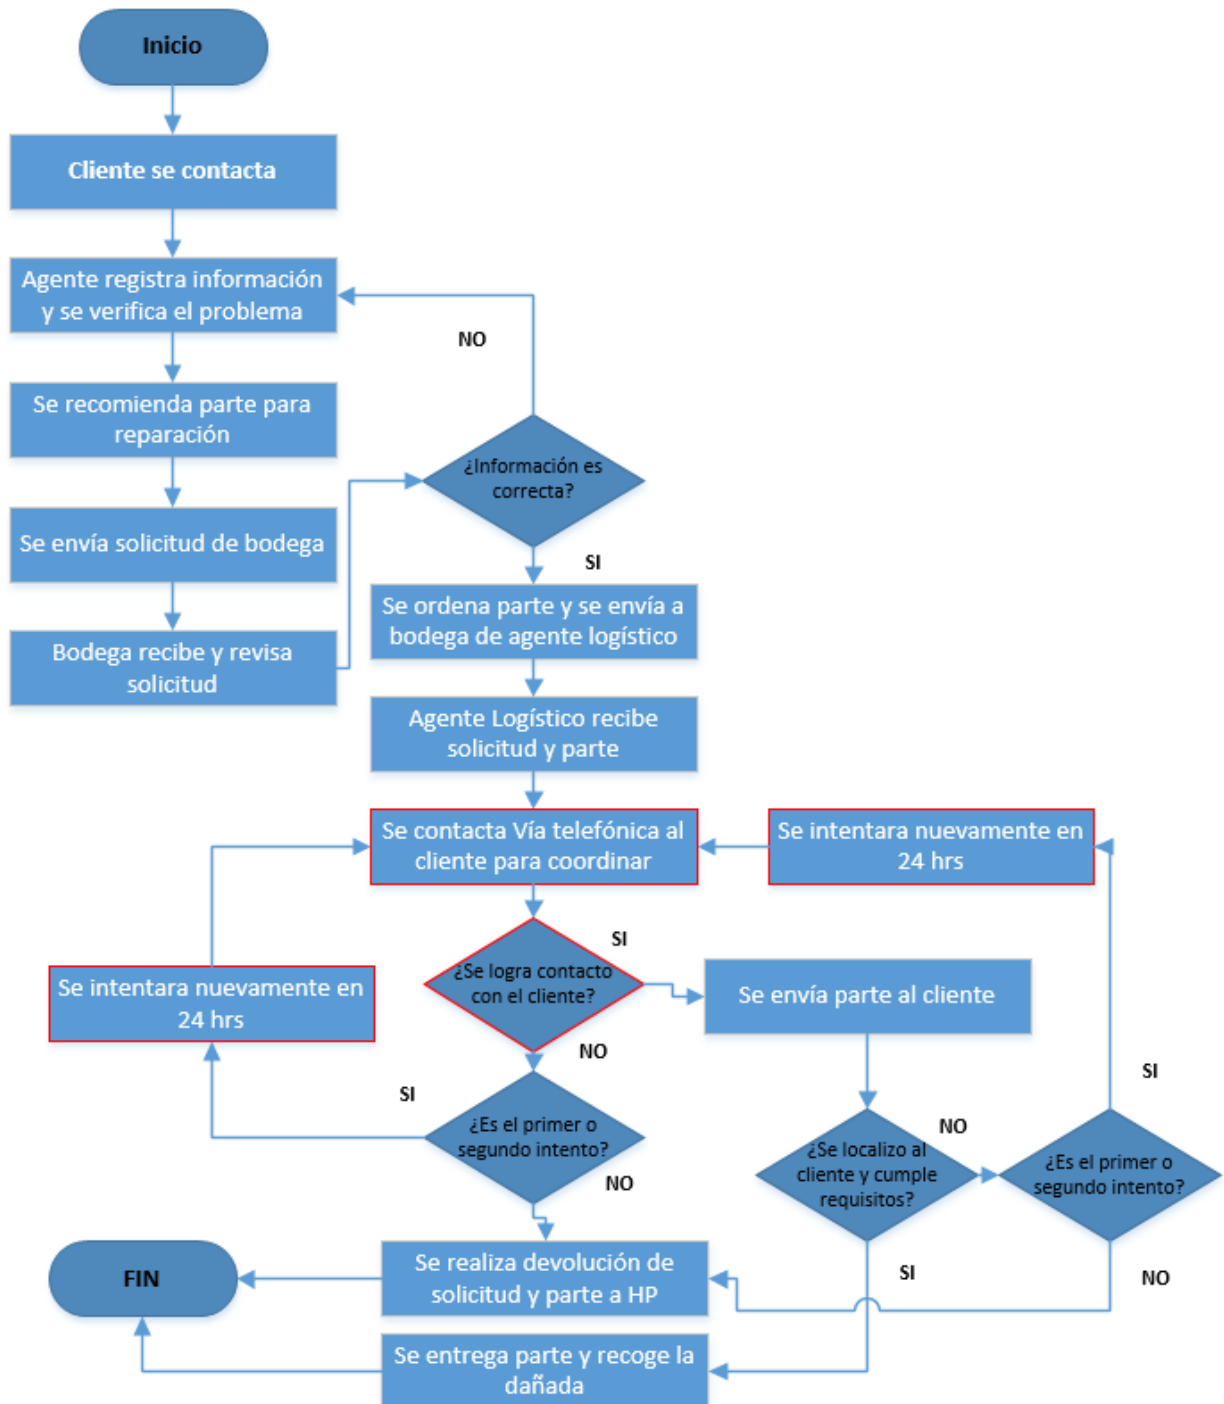 Inicio
Cliente se contacta
Agente registra información
y se verifica el problema
NO
Se recomienda parte para
reparación
¿Información es
correcta?
Se envía solicitud de bodega
SI
Se ordena parte y se envía a
bodega de agente logístico
Bodega recibe y revisa
solicitud
Agente Logístico recibe
solicitud y parte
Se contacta Vía telefónica al
cliente para coordinar
Se intentara nuevamente en
24 hrs
SI
¿Se logra contacto
con el cliente?
Se envía parte al cliente
Se intentara nuevamente en
24 hrs
NO
SI
SI
¿Es el primer o
segundo intento?
NO
¿Se localizo al
cliente y cumple
requisitos?
¿Es el primer o
segundo intento?
NO
Se realiza devolución de
solicitud y parte a HP
FIN
SI
NO
Se entrega parte y recoge la
dañada